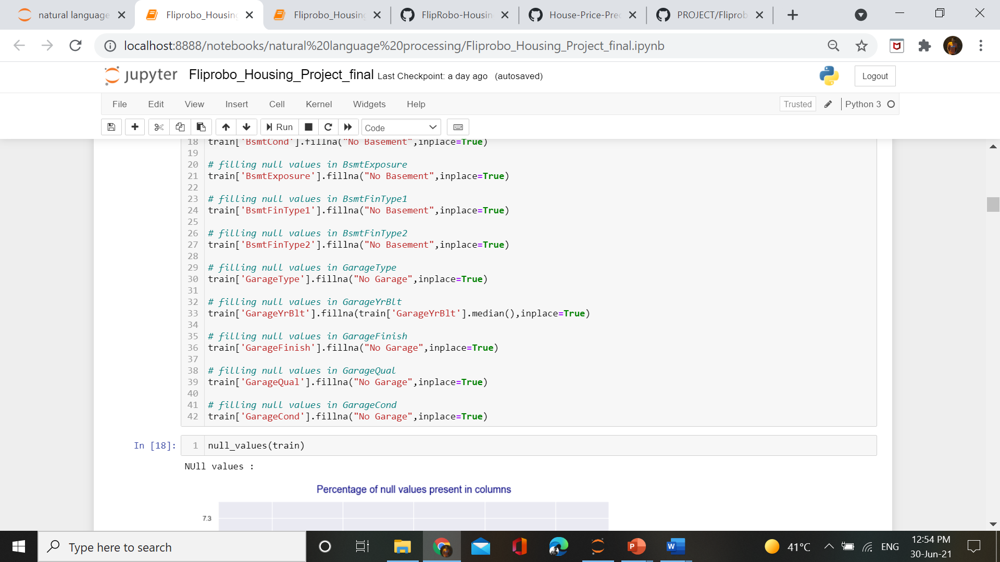 natural language
Fliprobo_Housing
Fliprobo_Housing
FlipRobo-Housin
House-Price-Pred
PROJECT/Fliprob
localhost:8888/notebooks/natural%20language%20processing/Fliprobo_Housing_Project_final.ipynb
jupyter Fliprobo_Housing_Project_final Last Checkpoint: a day ago (autosaved)
Logout
File Edit View Insert Cell Kernel Widgets Help
Trusted Python 3
Run Code
18 train['BsmtCond'].fillna("No Basement",inplace=True)
19
20 # filling null values in BsmtExposure
21 train['BsmtExposure'].fillna("No Basement",inplace=True)
22
23 # filling null values in BsmtFinType1
24 train['BsmtFinType1'].fillna("No Basement",inplace=True)
25
26 # filling null values in BsmtFinType2
27 train['BsmtFinType2'].fillna("No Basement",inplace=True)
28
29 # filling null values in GarageType
30 train['GarageType'].fillna("No Garage",inplace=True)
31
32 # filling null values in GarageYrBlt
33 train['GarageYrBlt'].fillna(train['GarageYrBlt'].median(),inplace=True)
34
35 # filling null values in GarageFinish
36 train['GarageFinish'].fillna("No Garage",inplace=True)
37
38 # filling null values in GarageQual
39 train['GarageQual'].fillna("No Garage",inplace=True)
40
41 # filling null values in GarageCond
42 train['GarageCond'].fillna("No Garage",inplace=True)
In [18]: 1 null_values(train)
NUll values :
Percentage of null values present in columns
7.3
Type here to search
41°C
ENG
12:54 PM
30-Jun-21